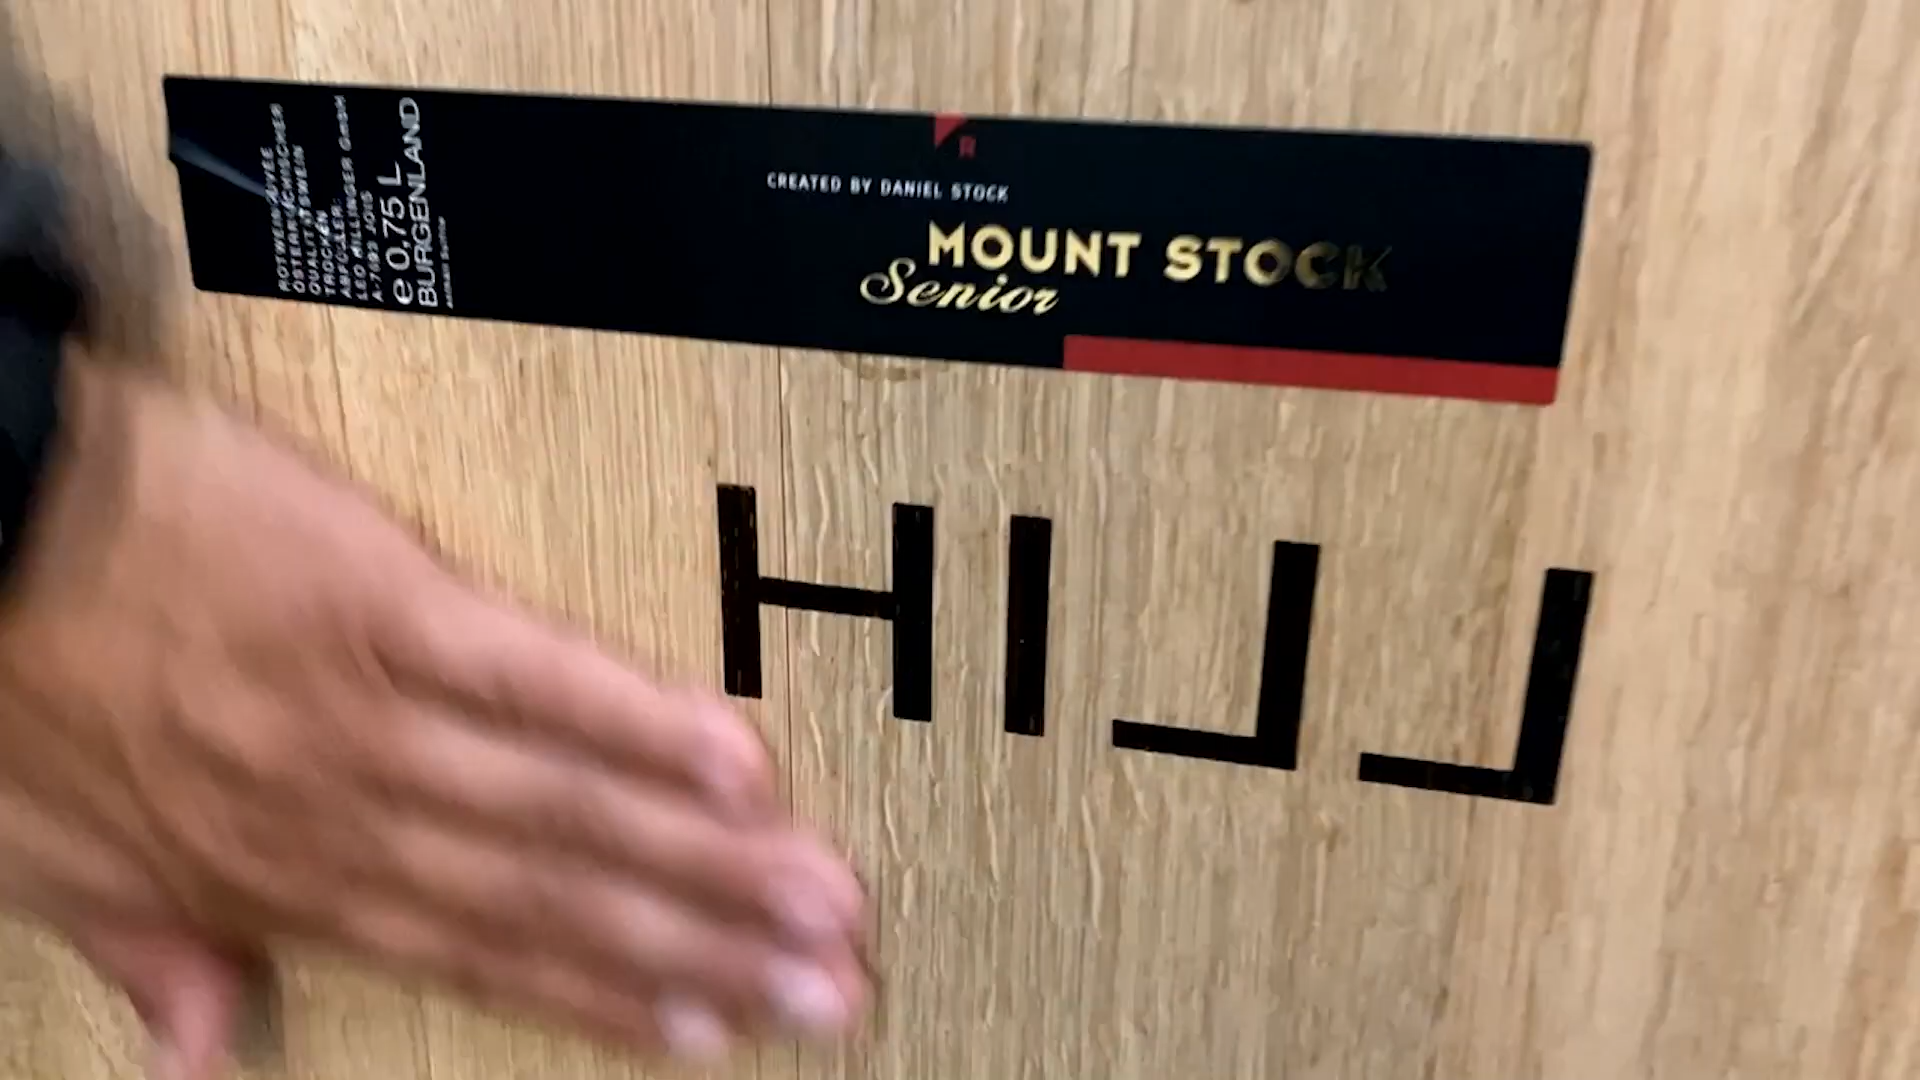 CREATED BY DANIEL STOCK
MOUNT STOCK
Senior
ROTWEIN CUVÉE
ÖSTERREICHISCHER
QUALITÄTSWEIN
TROCKEN
ABFÜLLER:
LEO HILLINGER GmbH
A-7093 JOIS
e 0,75 L
BURGENLAND
HILL